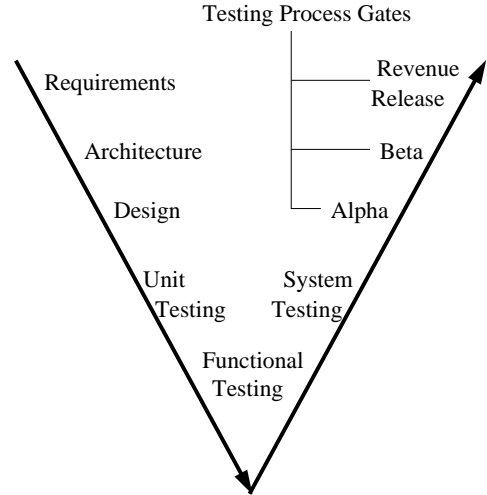 Testing Process Gates
Requirements
Revenue
Release
Architecture
Beta
Design
Alpha
Unit
Testing
System
Testing
Functional
Testing